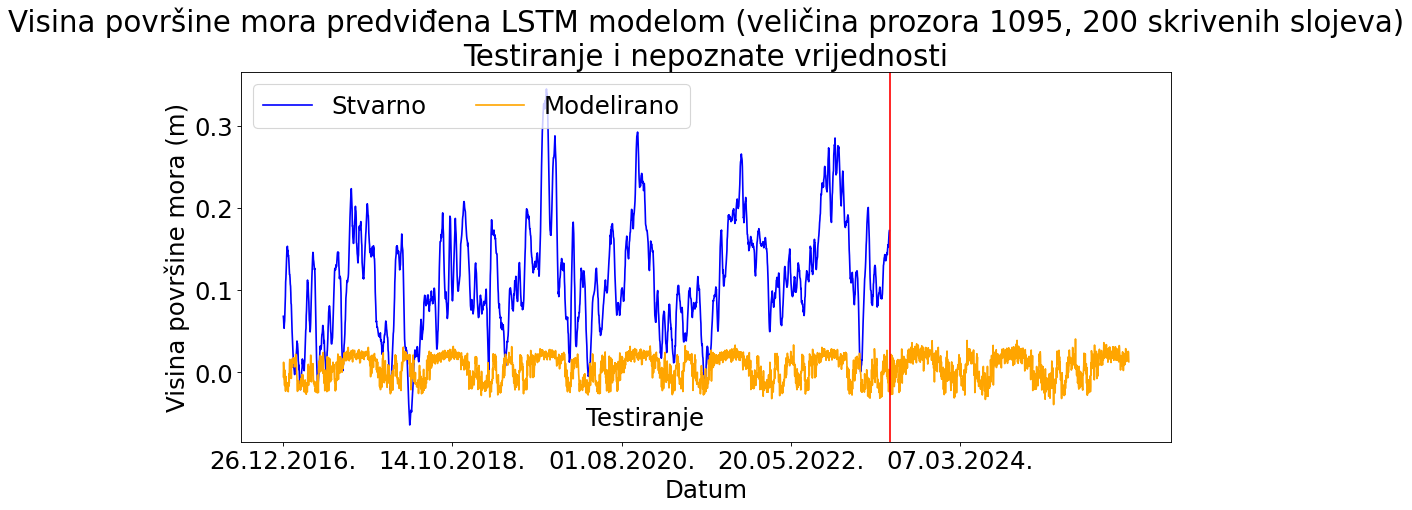 Visina površine mora predviđena LSTM modelom (veličina prozora 1095, 200 skrivenih slojeva)
Testiranje i nepoznate vrijednosti
Stvarno
Modelirano
Visina površine mora (m)
0.3
0.2
0.1
0.0
Testiranje
26.12.2016.
14.10.2018.
01.08.2020.
20.05.2022.
07.03.2024.
Datum